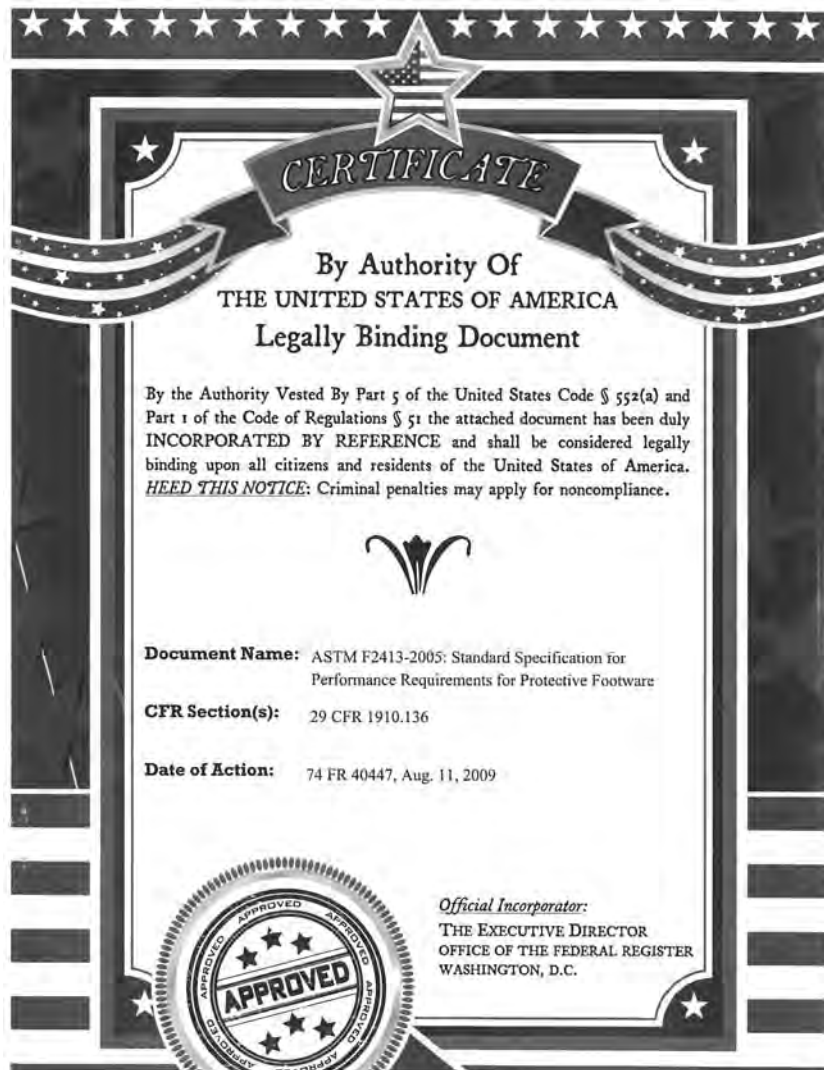 CERTIFICATE
By Authority Of
THE UNITED STATES OF AMERICA
Legally Binding Document
By the Authority Vested By Part 5 of the United States Code § 552(a) and
Part 1 of the Code of Regulations § 51 the attached document has been duly
INCORPORATED BY REFERENCE and shall be considered legally
binding upon all citizens and residents of the United States of America.
HEED THIS NOTICE: Criminal penalties may apply for noncompliance.
Document Name: ASTM F2413-2005: Standard Specification for
Performance Requirements for Protective Footware
CFR Section(s): 29 CFR 1910.136
Date of Action: 74 FR 40447, Aug. 11, 2009
Official Incorporator:
THE EXECUTIVE DIRECTOR
OFFICE OF THE FEDERAL REGISTER
WASHINGTON, D.C.
APPROVED APPROVED APPROVED APPROVED APPROVED APPROVED
APPROVED